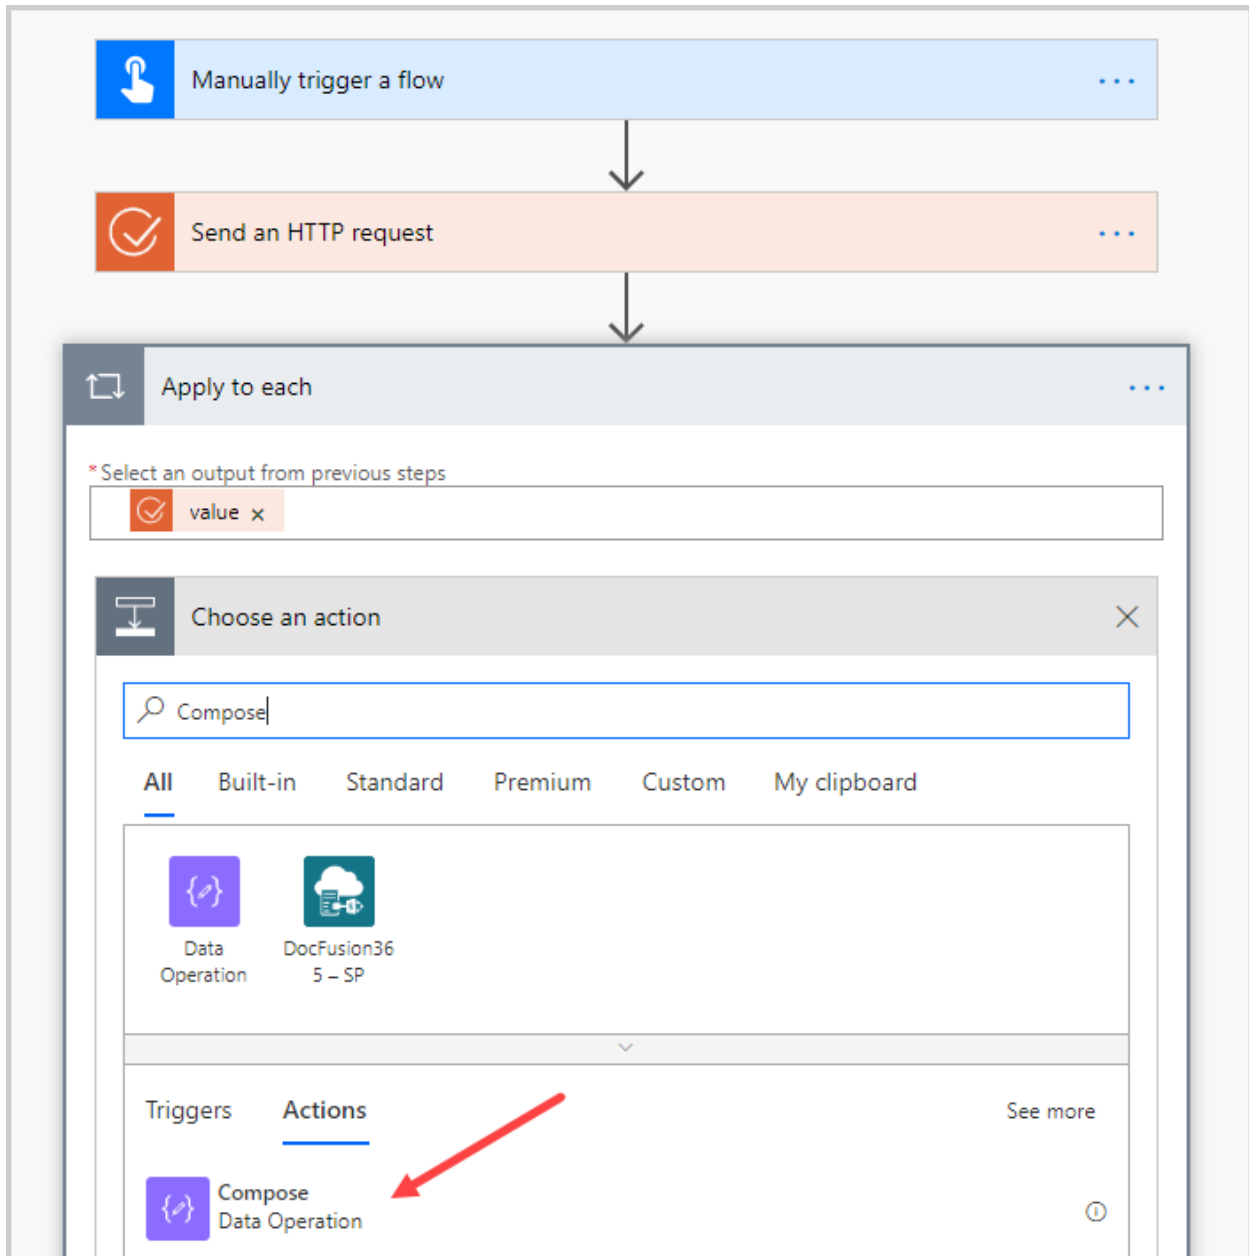 Manually trigger a flow
Send an HTTP request
Apply to each
*Select an output from previous steps
value
Choose an action
Compose
All Built-in Standard Premium Custom My clipboard
Data
Operation
DocFusion36
5 – SP
Triggers Actions See more
Compose
Data Operation